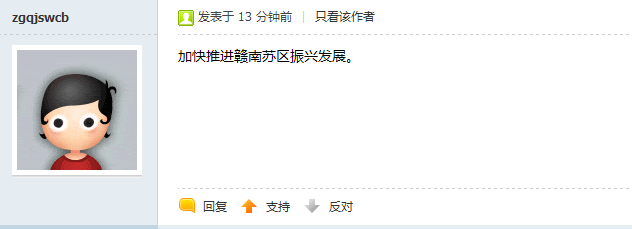 zgqjswcb
发表于 13 分钟前 | 只看该作者
加快推进赣南苏区振兴发展。
回复 支持 反对